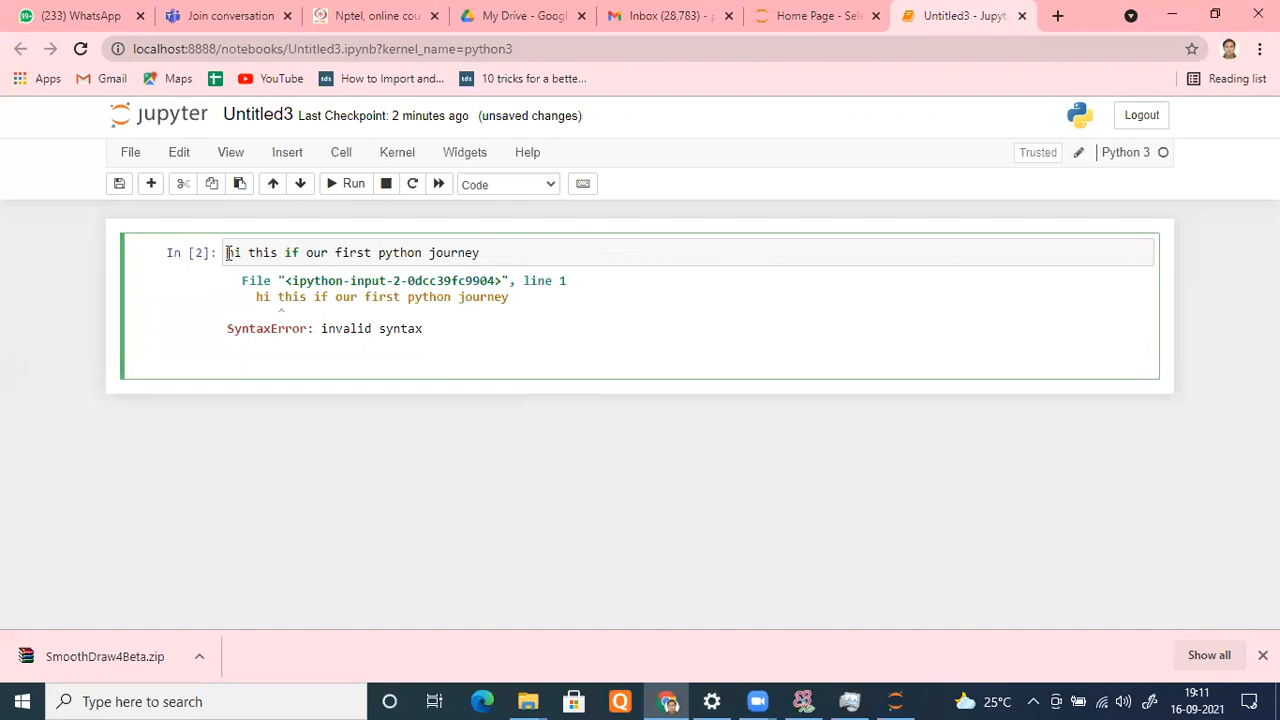 (233) WhatsApp
Join conversation
Nptel, online cou
My Drive - Googl
Inbox (28,783) - p
Home Page - Sele
Untitled3 - Jupyte
localhost:8888/notebooks/Untitled3.ipynb?kernel_name=python3
Apps Gmail Maps YouTube How to Import and... 10 tricks for a bette... Reading list
jupyter Untitled3 Last Checkpoint: 2 minutes ago (unsaved changes) Logout
File Edit View Insert Cell Kernel Widgets Help Trusted Python 3
Run Code
In [2]: hi this if our first python journey
File "<ipython-input-2-0dcc39fc9904>", line 1
hi this if our first python journey
^
SyntaxError: invalid syntax
SmoothDraw4Beta.zip Show all
Type here to search 25°C 19:11
16-09-2021